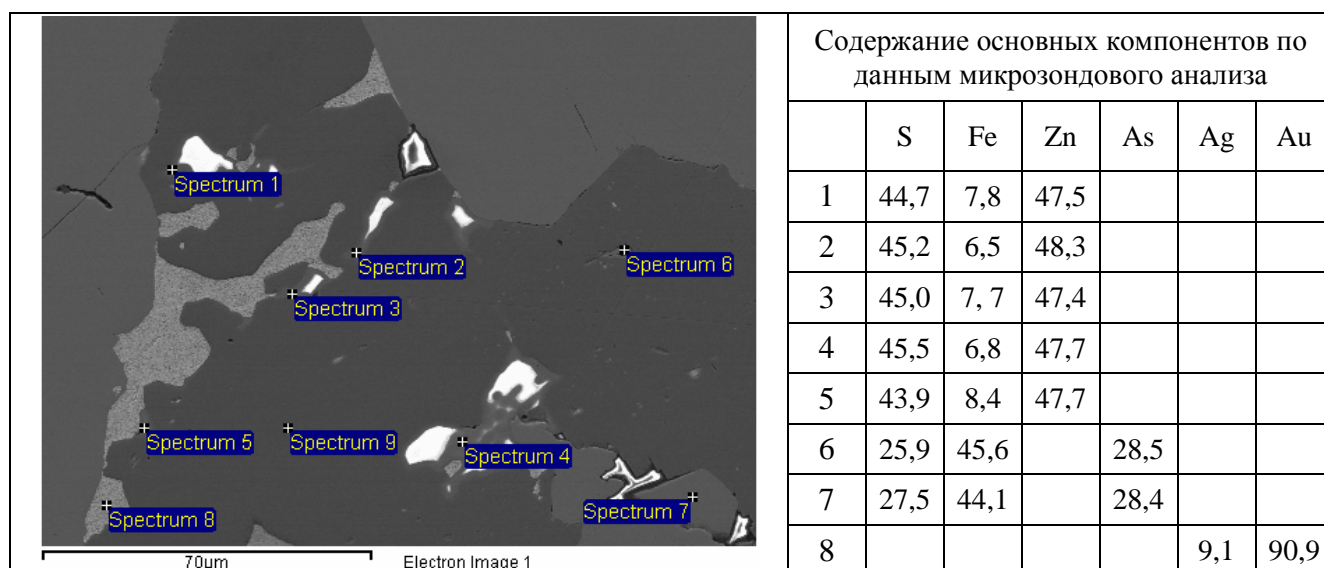 Spectrum 1
Spectrum 2
Spectrum 6
Spectrum 3
Spectrum 5
Spectrum 9
Spectrum 4
Spectrum 7
Spectrum 8
70µm
Electron Image 1
Содержание основных компонентов по
данным микрозондового анализа
S Fe Zn As Ag Au
1 44,7 7,8 47,5
2 45,2 6,5 48,3
3 45,0 7, 7 47,4
4 45,5 6,8 47,7
5 43,9 8,4 47,7
6 25,9 45,6 28,5
7 27,5 44,1 28,4
8 9,1 90,9